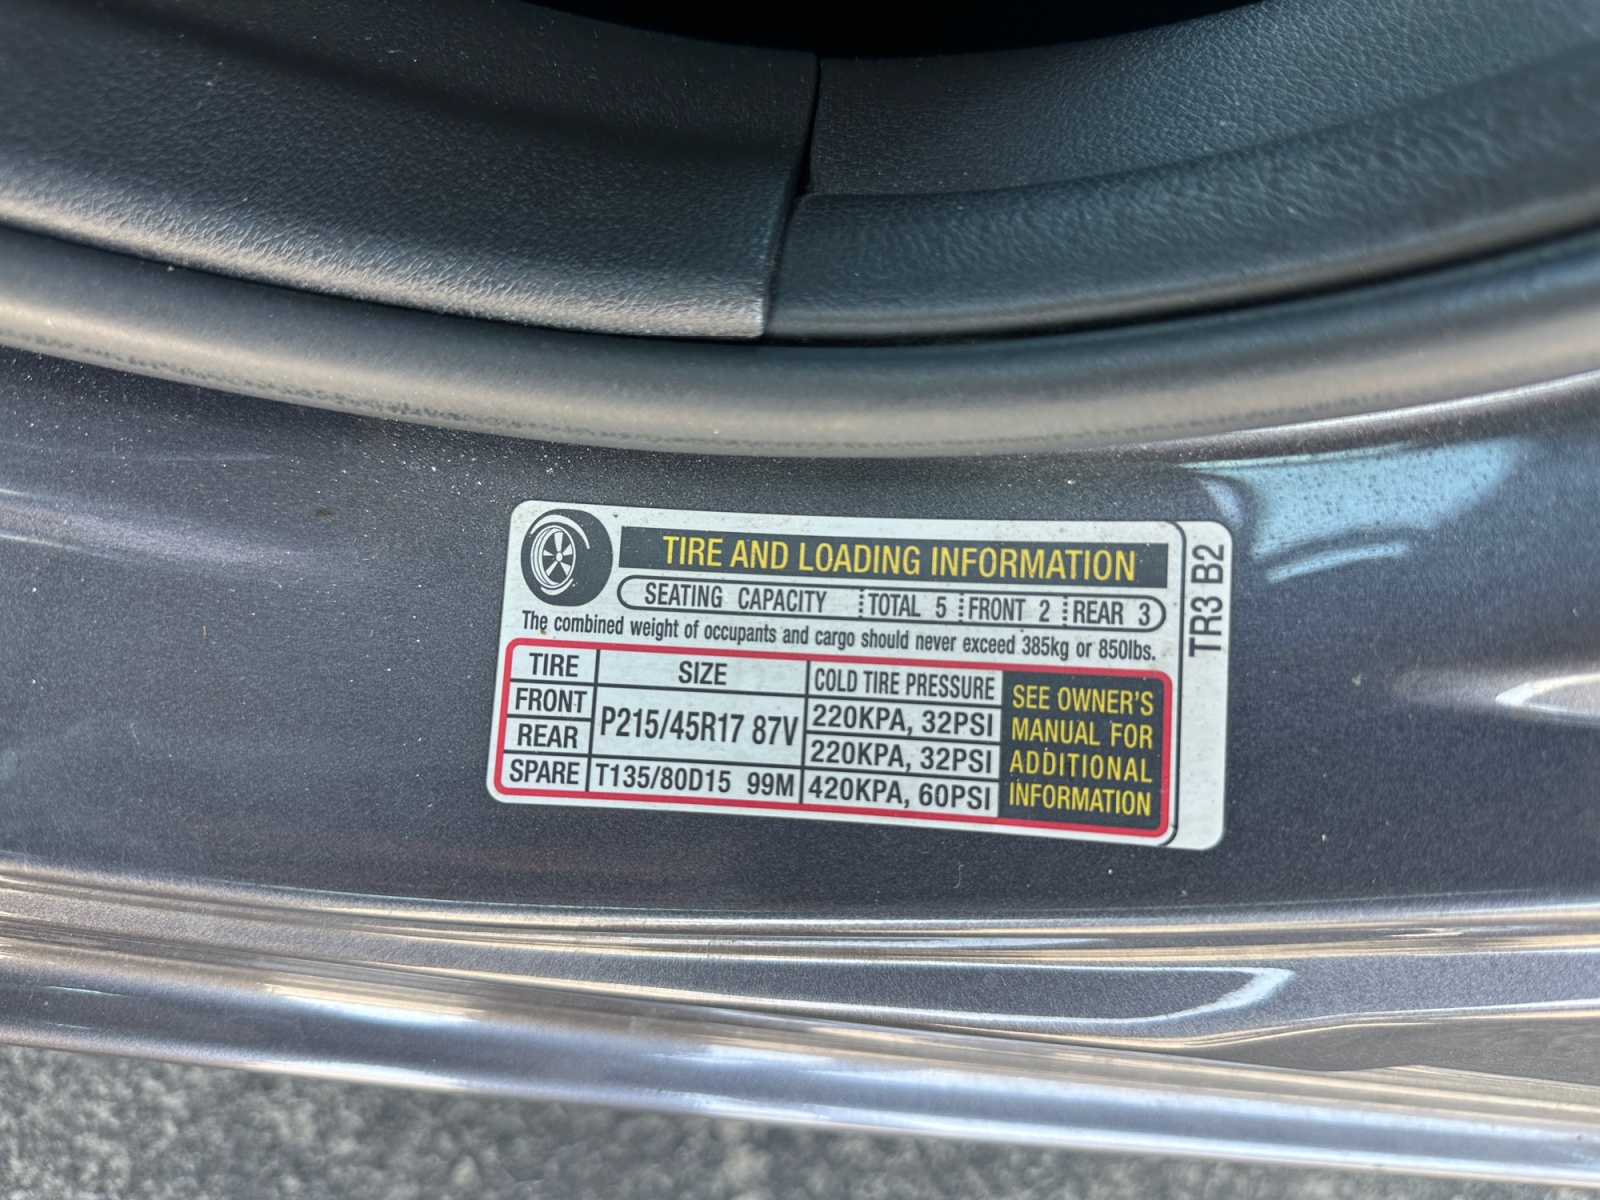 TIRE AND LOADING INFORMATION
SEATING CAPACITY TOTAL 5 FRONT 2 REAR 3
The combined weight of occupants and cargo should never exceed 385kg or 850lbs.
TIRE SIZE COLD TIRE PRESSURE
FRONT P215/45R17 87V 220KPA, 32PSI
REAR 220KPA, 32PSI
SPARE T135/80D15 99M 420KPA, 60PSI
SEE OWNER'S
MANUAL FOR
ADDITIONAL
INFORMATION
TR3 B2